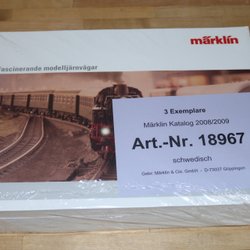 märklin
Fascinerande modelljärnvägar
3 Exemplare
Märklin Katalog 2008/2009
Art.-Nr. 18967
schwedisch
Gebr. Märklin & Cie. GmbH - D-73037 Göppingen